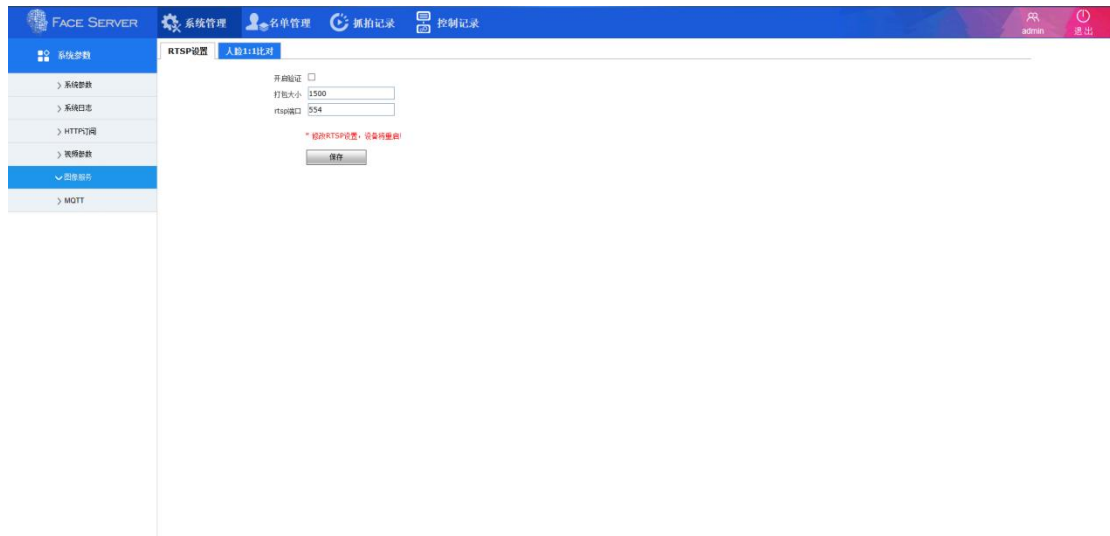 FACE SERVER
系统管理
名单管理
抓拍记录
控制记录
admin
退出
系统参数
RTSP设置
人脸1:1比对
系统参数
系统日志
HTTP订阅
视频参数
图像服务
MQTT
开启验证
打包大小 1500
rtsp端口 554
* 修改RTSP设置，设备将重启!
保存